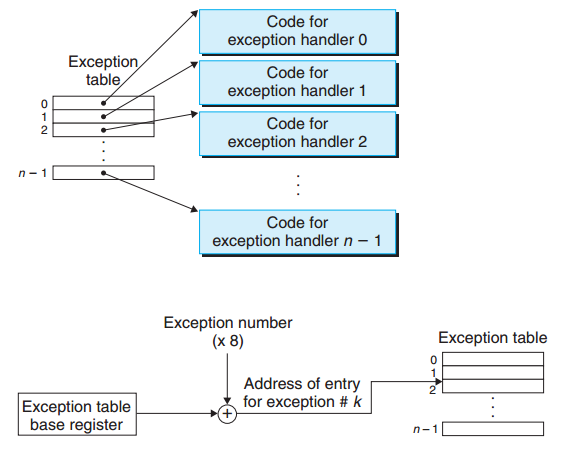 Code for
exception handler 0
Exception
table
Code for
exception handler 1
0
1
2
Code for
exception handler 2
n – 1
Code for
exception handler n – 1
Exception number
(x 8)
Exception table
0
1
2
Address of entry
for exception # k
Exception table
base register
+
n – 1